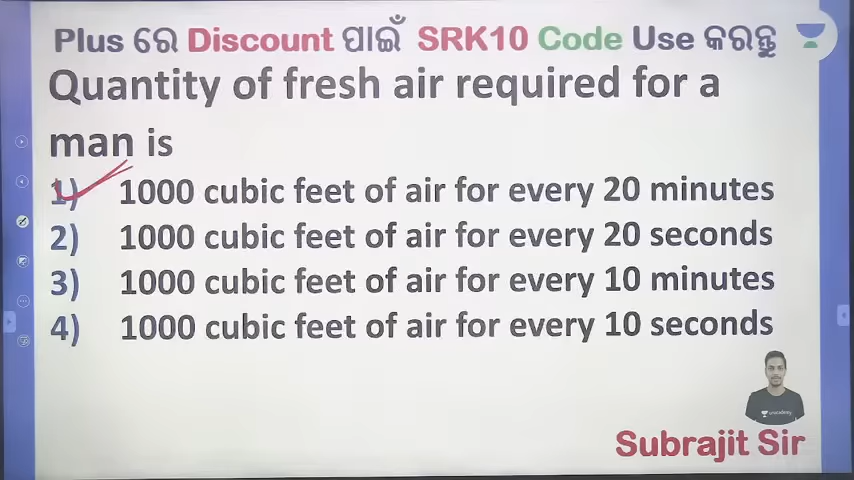 Plus ରେ Discount ପାଇଁ SRK10 Code Use କରନ୍ତୁ
Quantity of fresh air required for a
man is
1) 1000 cubic feet of air for every 20 minutes
2) 1000 cubic feet of air for every 20 seconds
3) 1000 cubic feet of air for every 10 minutes
4) 1000 cubic feet of air for every 10 seconds
unacademy
Subrajit Sir